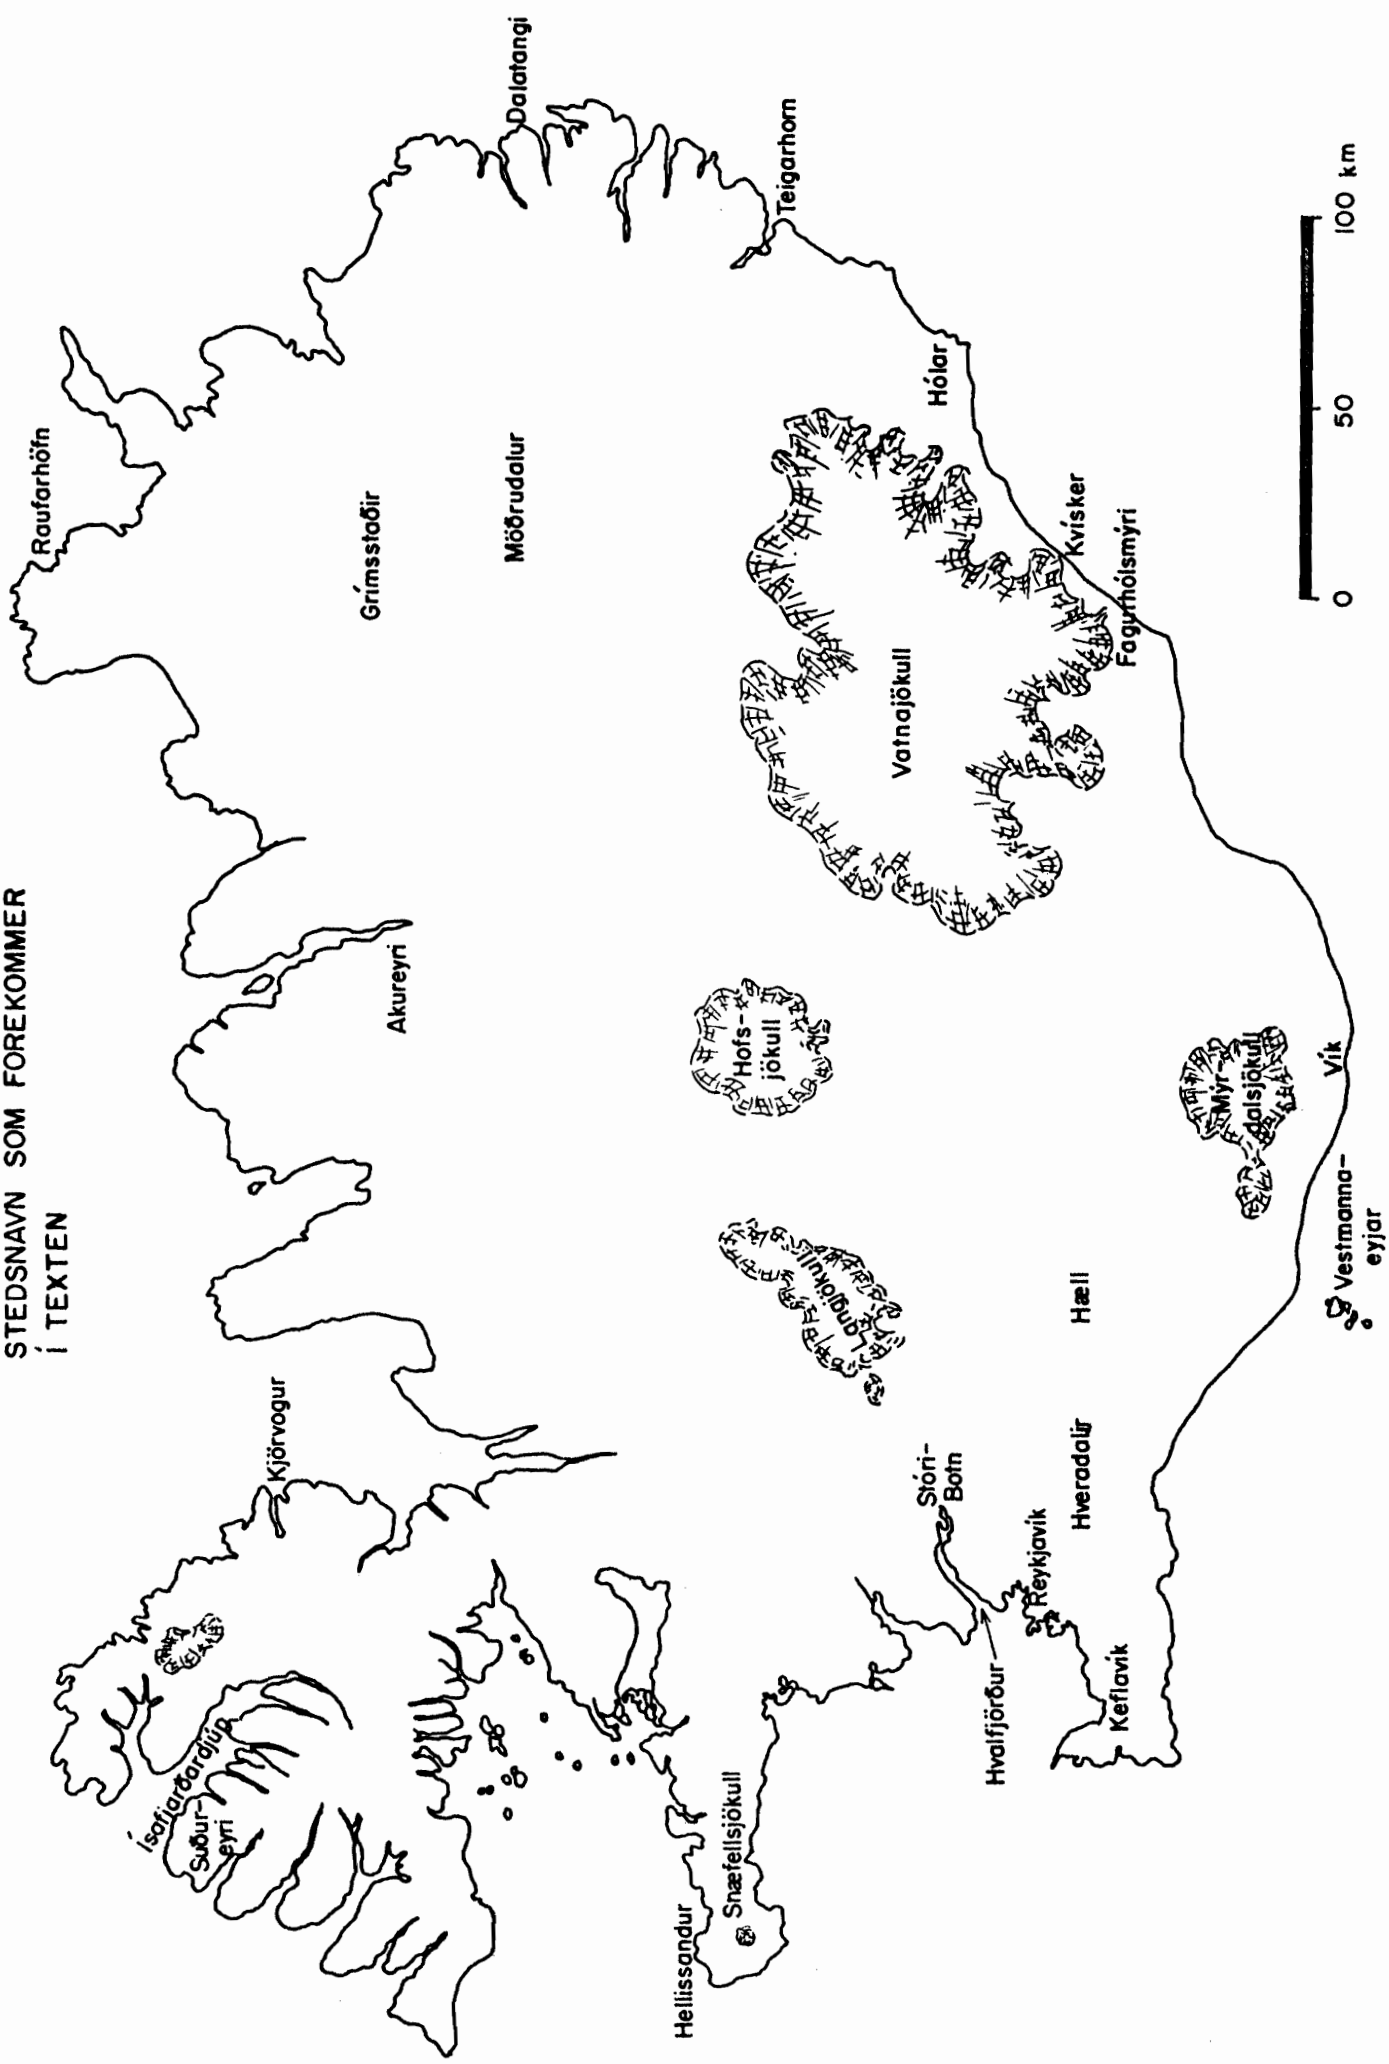 STEDSNAVN SOM FOREKOMMER
Í TEXTEN
Raufarhöfn
Grímsstaðir
Möðrudalur
Dalatangi
Teigarhorn
Akureyri
Kjörvogur
Ísafjarðardjúp
Suður-
eyri
Hofs-
jökull
Langjökull
Vatnajökull
Hólar
Kvísker
Fagurhólsmýri
Hellissandur
Snæfellsjökull
Stóri-
Botn
Hvalfjörður
Reykjavík
Keflavík
Hveradalir
Hæll
Mýr-
dalsjökull
Vík
Vestmanna-
eyjar
0 50 100 km